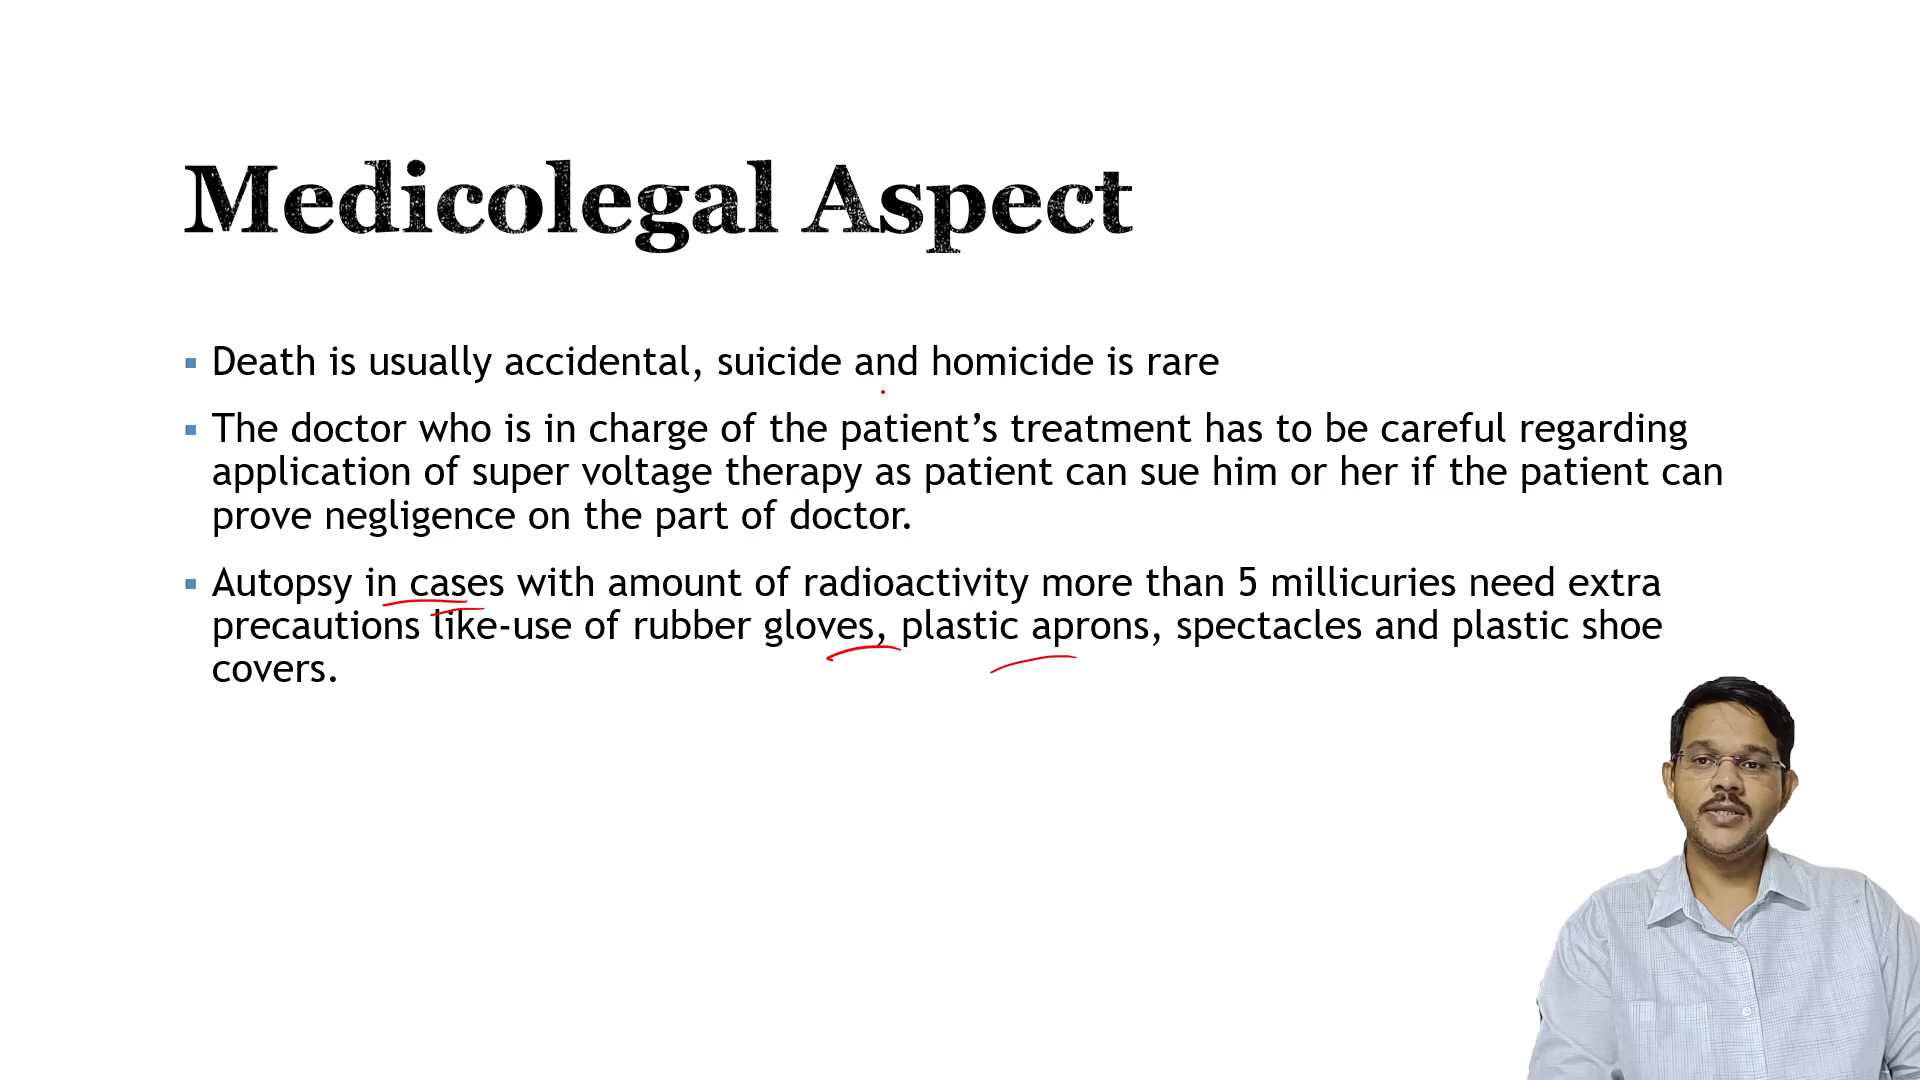 Medicolegal Aspect
Death is usually accidental, suicide and homicide is rare
The doctor who is in charge of the patient’s treatment has to be careful regarding
application of super voltage therapy as patient can sue him or her if the patient can
prove negligence on the part of doctor.
Autopsy in cases with amount of radioactivity more than 5 millicuries need extra
precautions like-use of rubber gloves, plastic aprons, spectacles and plastic shoe
covers.